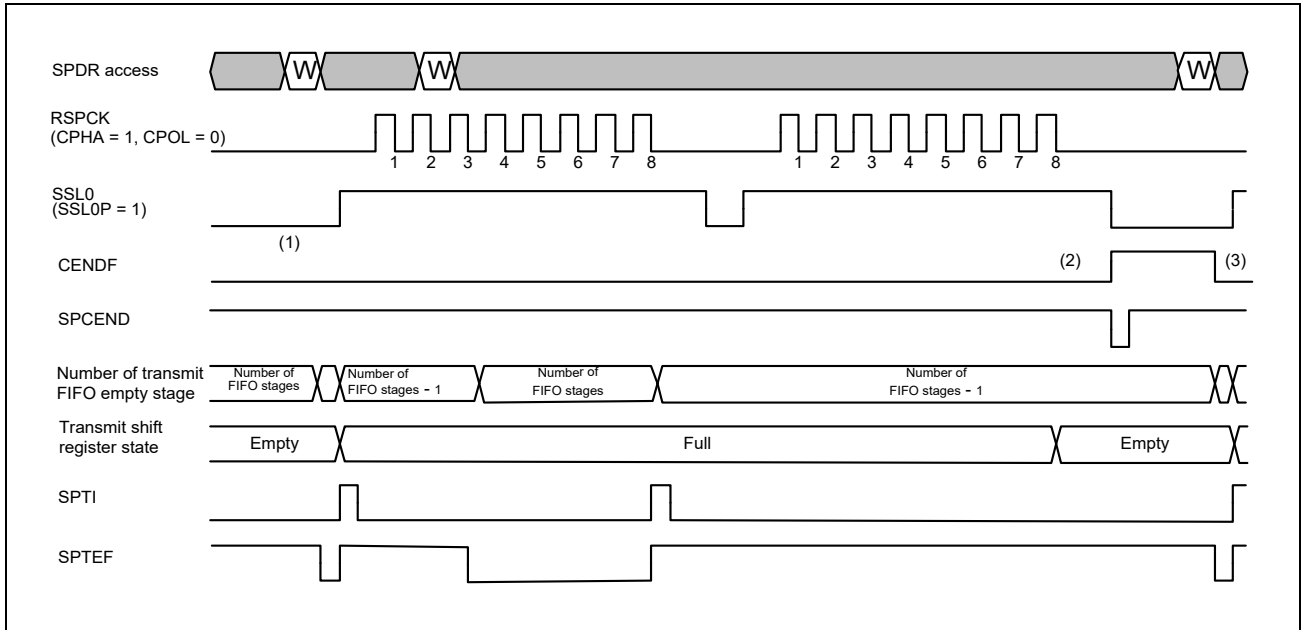 SPDR access
W W W
RSPCK
(CPHA = 1, CPOL = 0)
1 2 3 4 5 6 7 8 1 2 3 4 5 6 7 8
SSL0
(SSL0P = 1)
(1)
CENDF
(2) (3)
SPCEND
Number of transmit
FIFO empty stage
Number of
FIFO stages
Number of
FIFO stages - 1
Number of
FIFO stages
Number of
FIFO stages - 1
Transmit shift
register state
Empty Full Empty
SPTI
SPTEF